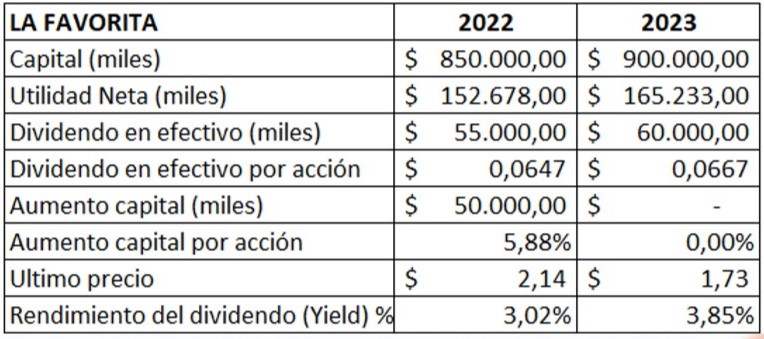 LA FAVORITA 2022 2023
Capital (miles) $ 850.000,00 $ 900.000,00
Utilidad Neta (miles) $ 152.678,00 $ 165.233,00
Dividendo en efectivo (miles) $ 55.000,00 $ 60.000,00
Dividendo en efectivo por acción $ 0,0647 $ 0,0667
Aumento capital (miles) $ 50.000,00 $ -
Aumento capital por acción 5,88% 0,00%
Ultimo precio $ 2,14 $ 1,73
Rendimiento del dividendo (Yield) % 3,02% 3,85%